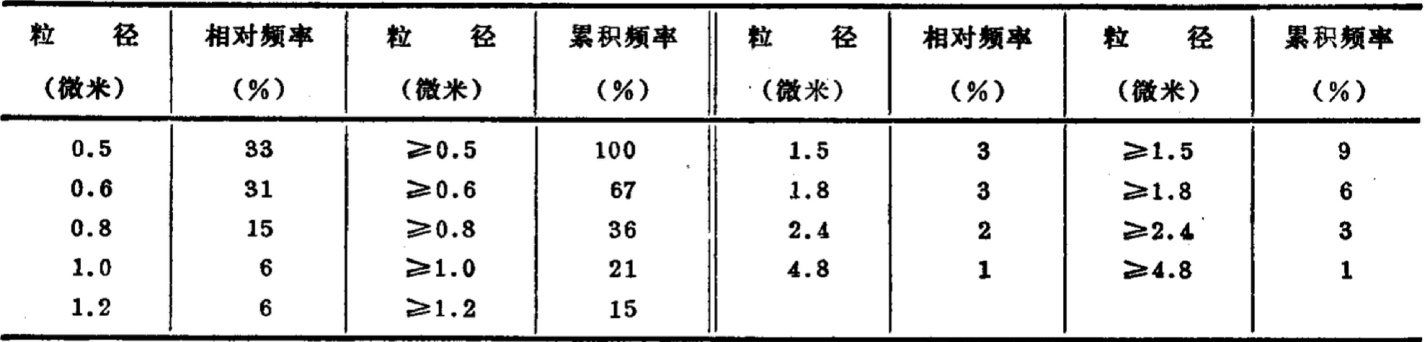 粒 径 相对频率 粒 径 累积频率 粒 径 相对频率 粒 径 累积频率
(微米) (%) (微米) (%) (微米) (%) (微米) (%)
0.5 33 ≥0.5 100 1.5 3 ≥1.5 9
0.6 31 ≥0.6 67 1.8 3 ≥1.8 6
0.8 15 ≥0.8 36 2.4 2 ≥2.4 3
1.0 6 ≥1.0 21 4.8 1 ≥4.8 1
1.2 6 ≥1.2 15